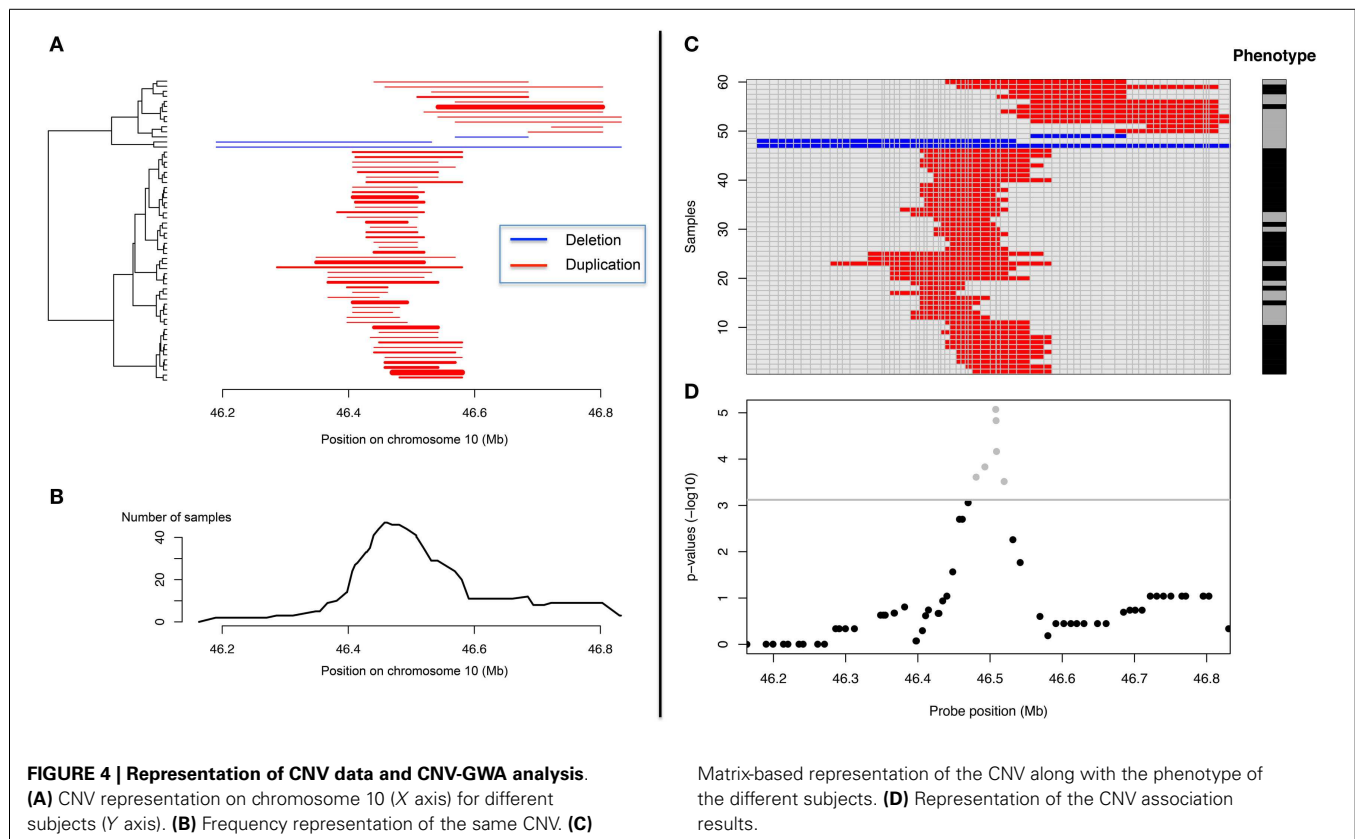 A
Deletion
Duplication
46.2 46.4 46.6 46.8
Position on chromosome 10 (Mb)
B
Number of samples
40
20
0
46.2 46.4 46.6 46.8
Position on chromosome 10 (Mb)
C
Phenotype
60
50
40
30
20
10
Samples
D
5
4
3
2
1
0
p-values (-log10)
46.2 46.3 46.4 46.5 46.6 46.7 46.8
Probe position (Mb)
FIGURE 4 | Representation of CNV data and CNV-GWA analysis.
(A) CNV representation on chromosome 10 (X axis) for different
subjects (Y axis). (B) Frequency representation of the same CNV. (C)
Matrix-based representation of the CNV along with the phenotype of
the different subjects. (D) Representation of the CNV association
results.